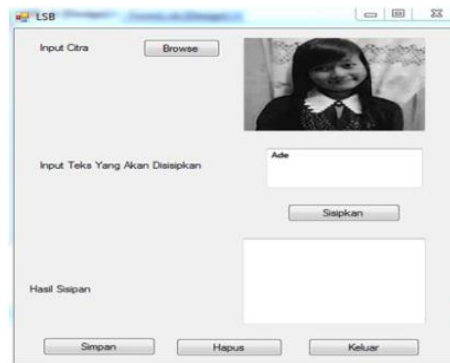 LSB
Input Citra
Browse
Input Teks Yang Akan Disisipkan
Ade
Sisipkan
Hasil Sisipan
Simpan
Hapus
Keluar